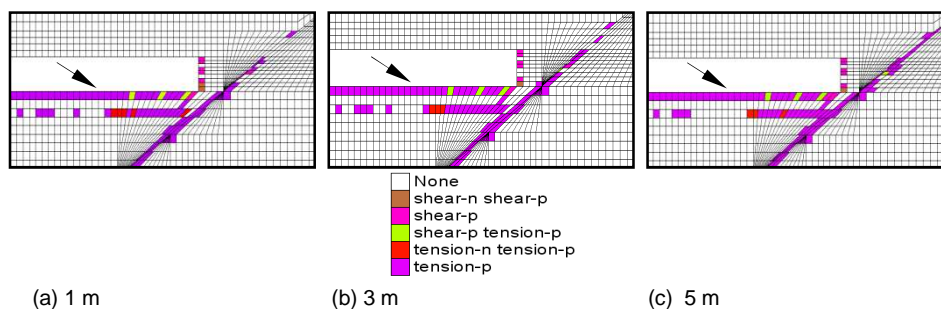 None
shear-n shear-p
shear-p
shear-p tension-p
tension-n tension-p
tension-p
(a) 1 m
(b) 3 m
(c) 5 m